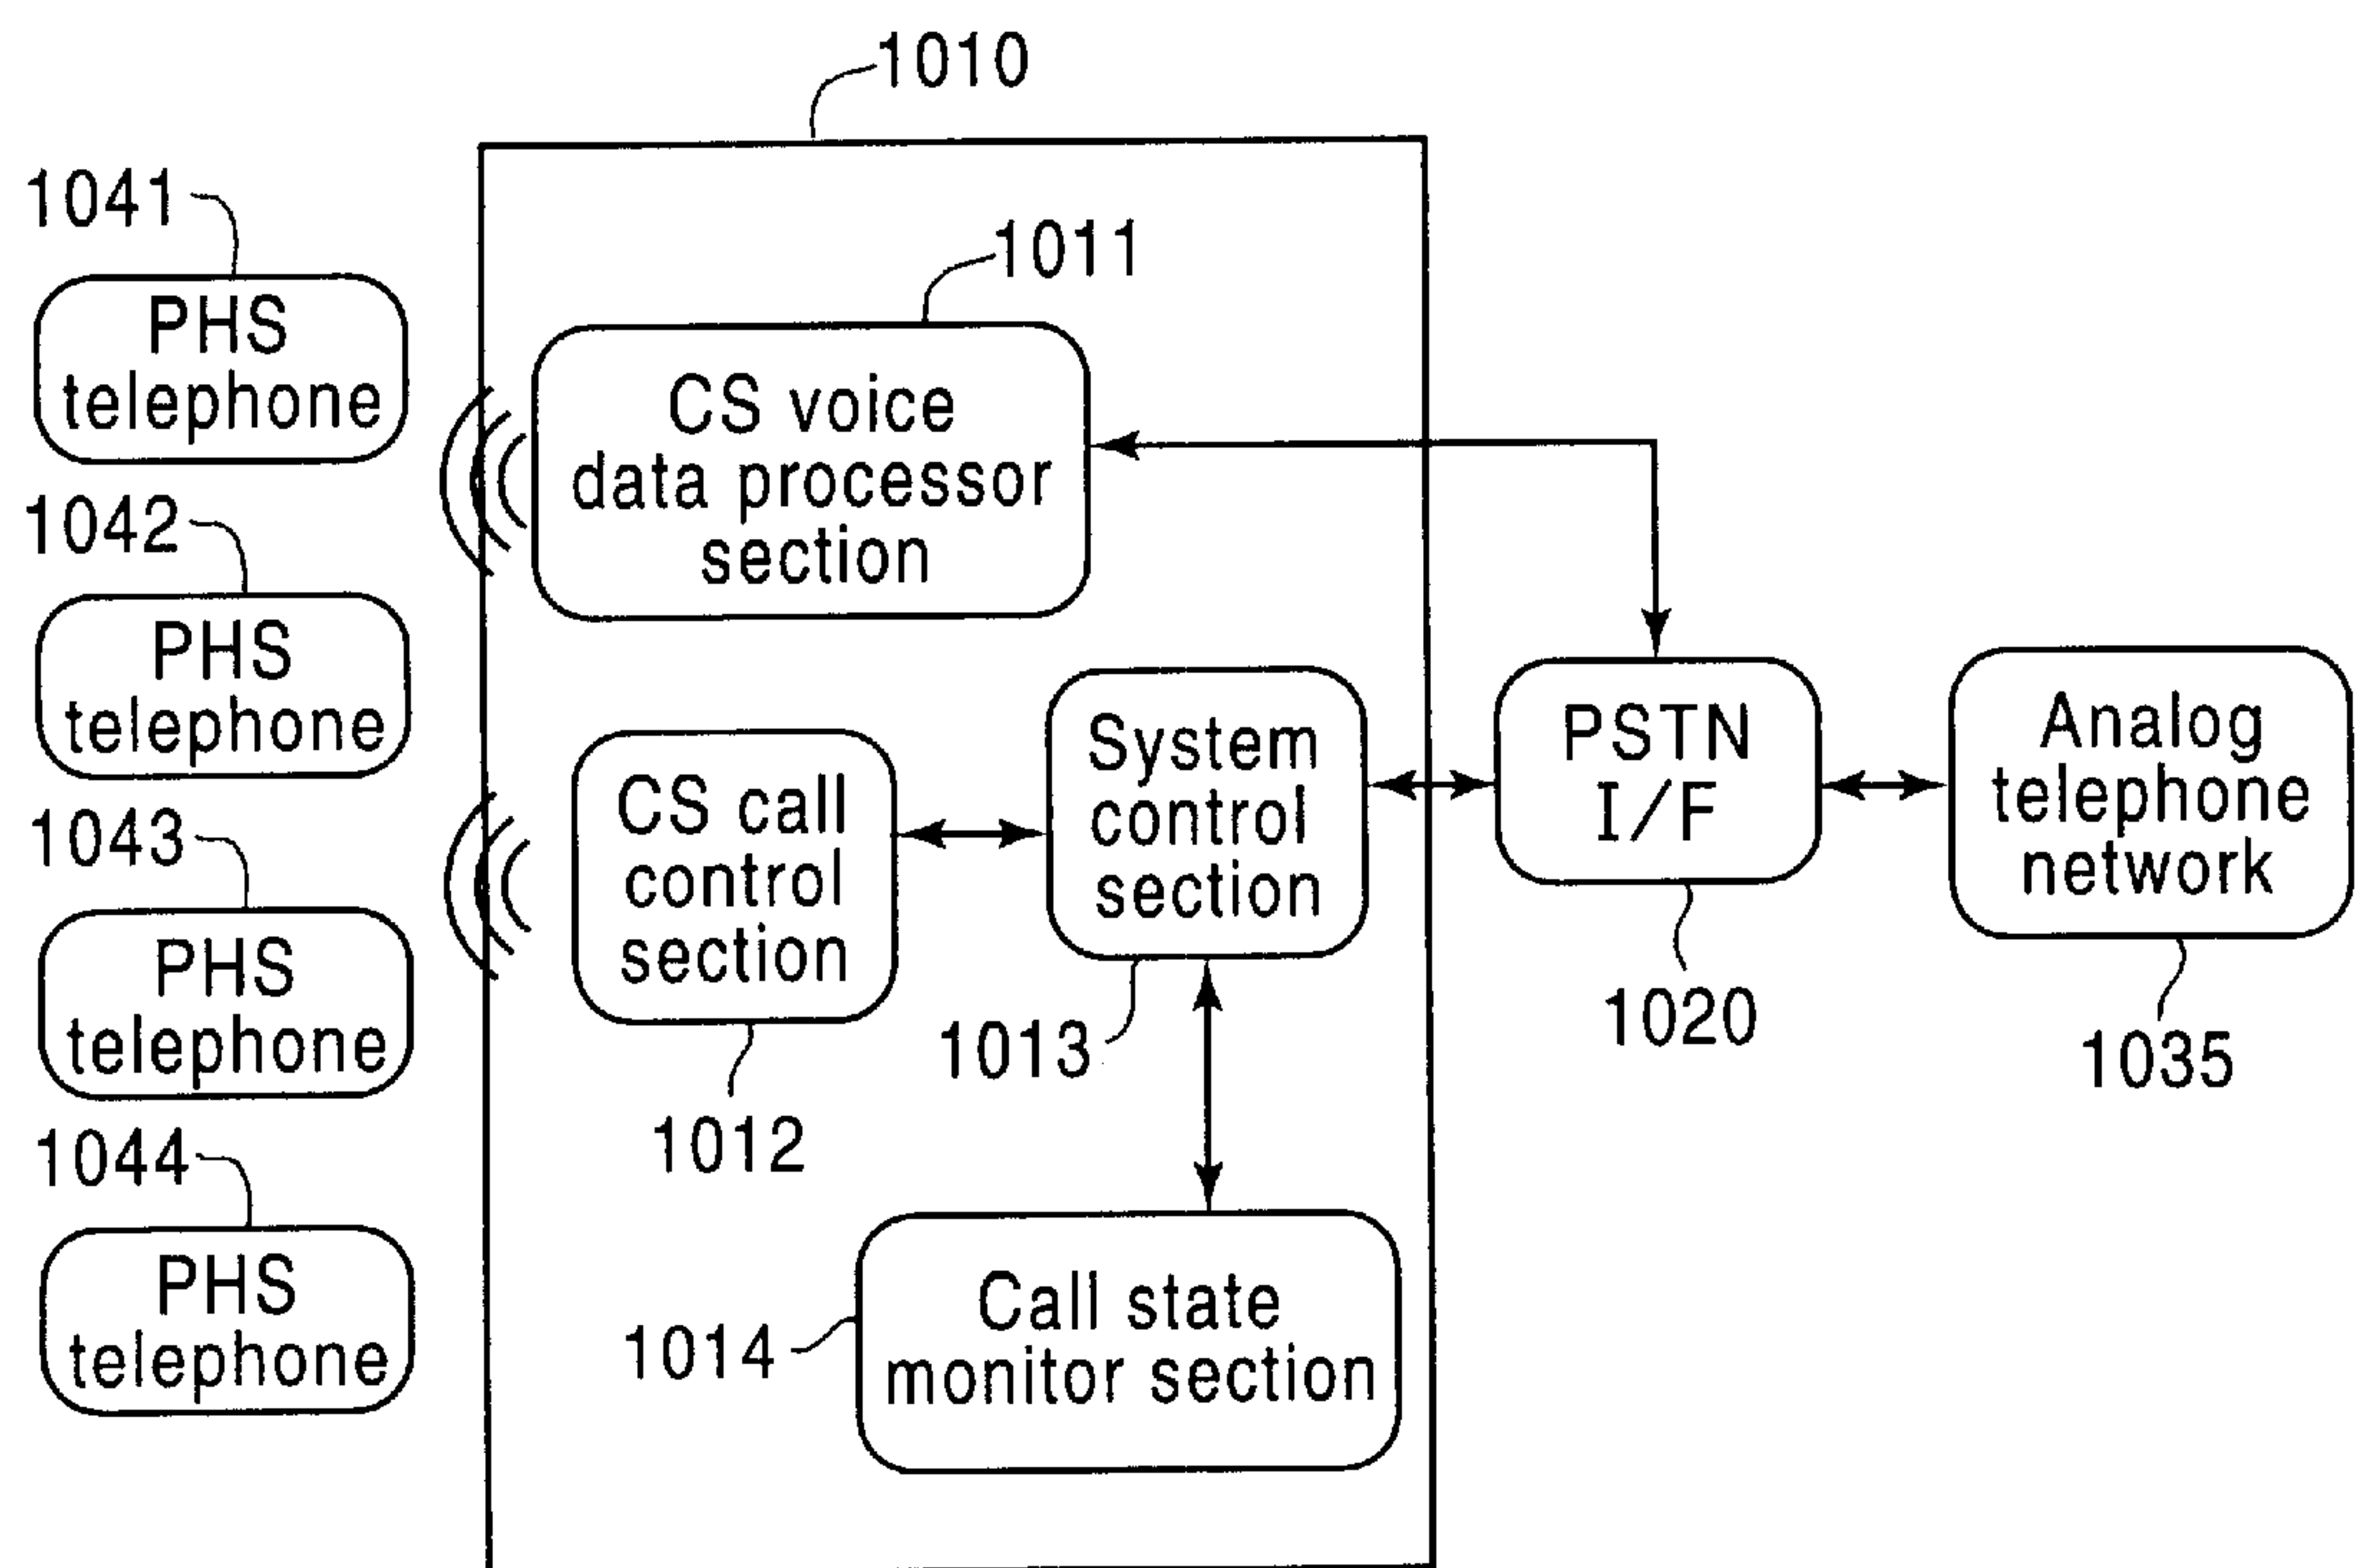 1010
1041
PHS
telephone
1011
CS voice
data processor
section
1042
PHS
telephone
1043
PHS
telephone
CS call
control
section
1012
System
control
section
1013
PSTN
I/F
1020
Analog
telephone
network
1035
1044
PHS
telephone
1014
Call state
monitor section